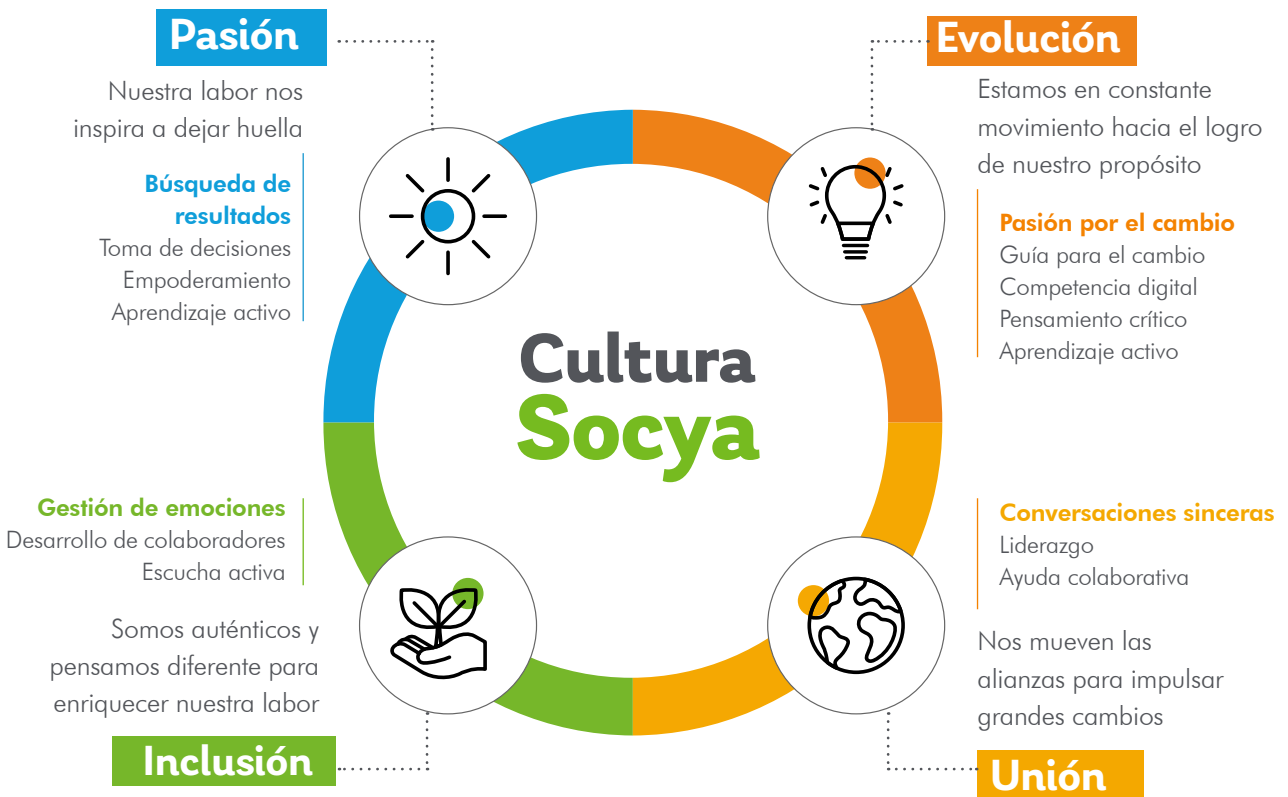 Pasión
Nuestra labor nos
inspira a dejar huella
Búsqueda de
resultados
Toma de decisiones
Empoderamiento
Aprendizaje activo
Evolución
Estamos en constante
movimiento hacia el logro
de nuestro propósito
Pasión por el cambio
Guía para el cambio
Competencia digital
Pensamiento crítico
Aprendizaje activo
Cultura
Socya
Gestión de emociones
Desarrollo de colaboradores
Escucha activa
Somos auténticos y
pensamos diferente para
enriquecer nuestra labor
Inclusión
Conversaciones sinceras
Liderazgo
Ayuda colaborativa
Nos mueven las
alianzas para impulsar
grandes cambios
Unión